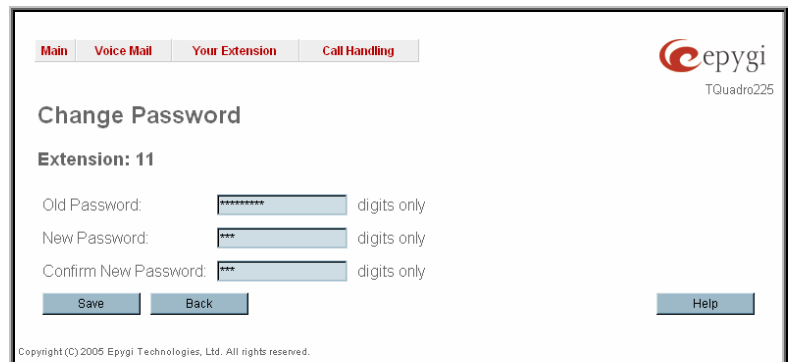 Main Voice Mail Your Extension Call Handling
epygi
TQuadro225
Change Password
Extension: 11
Old Password: ********* digits only
New Password: *** digits only
Confirm New Password: *** digits only
Save Back Help
Copyright (C) 2005 Epygi Technologies, Ltd. All rights reserved.